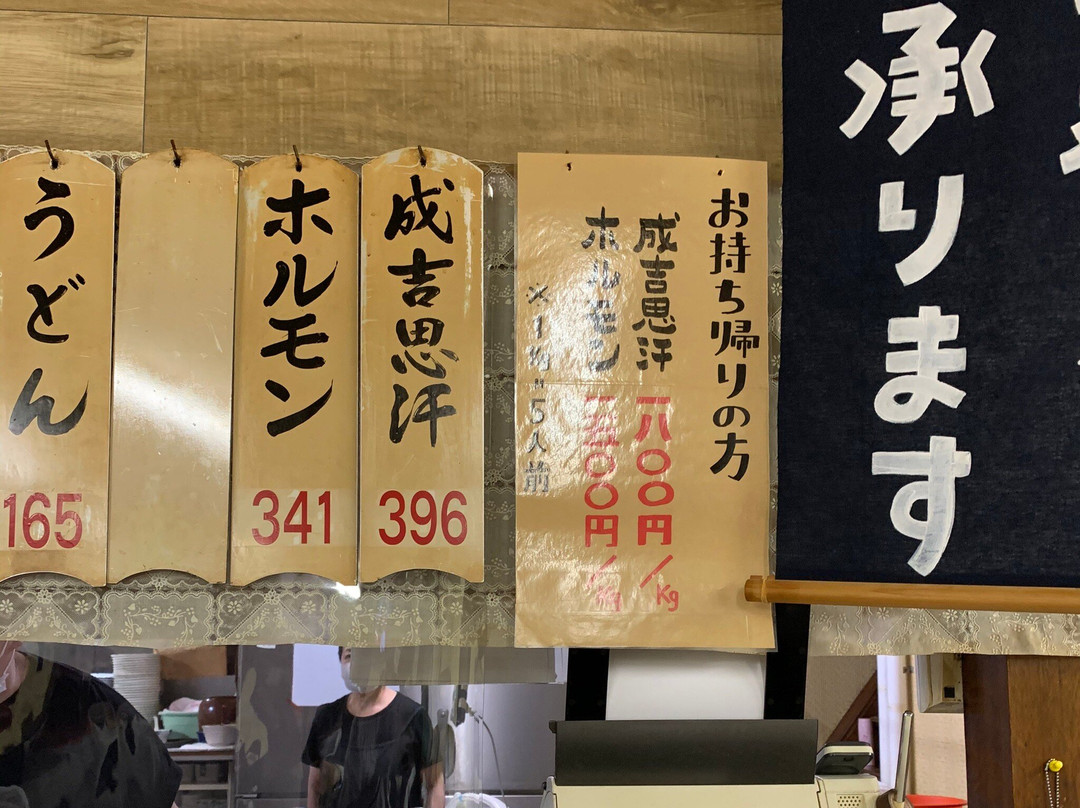 承ります
お持ち帰りの方
成吉思汗 一八〇〇円/Kg
ホルモン 一五〇〇円/Kg
※1Kg=5人前
成吉思汗 396
ホルモン 341
うどん 165